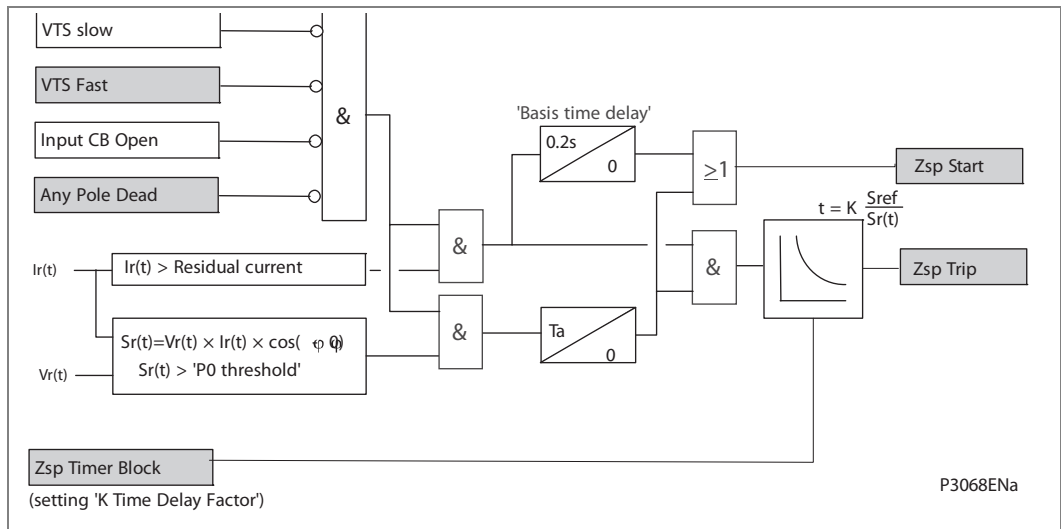 VTS slow
VTS Fast
Input CB Open
Any Pole Dead
&
'Basis time delay'
0.2s
0
≥1
Zsp Start
t = K Sref
Sr(t)
&
&
Zsp Trip
Ir(t)
Ir(t) > Residual current
&
Ta
0
Sr(t)=Vr(t) × Ir(t) × cos(φ - φ0)
Sr(t) > 'P0 threshold'
Vr(t)
Zsp Timer Block
(setting 'K Time Delay Factor')
P3068ENa